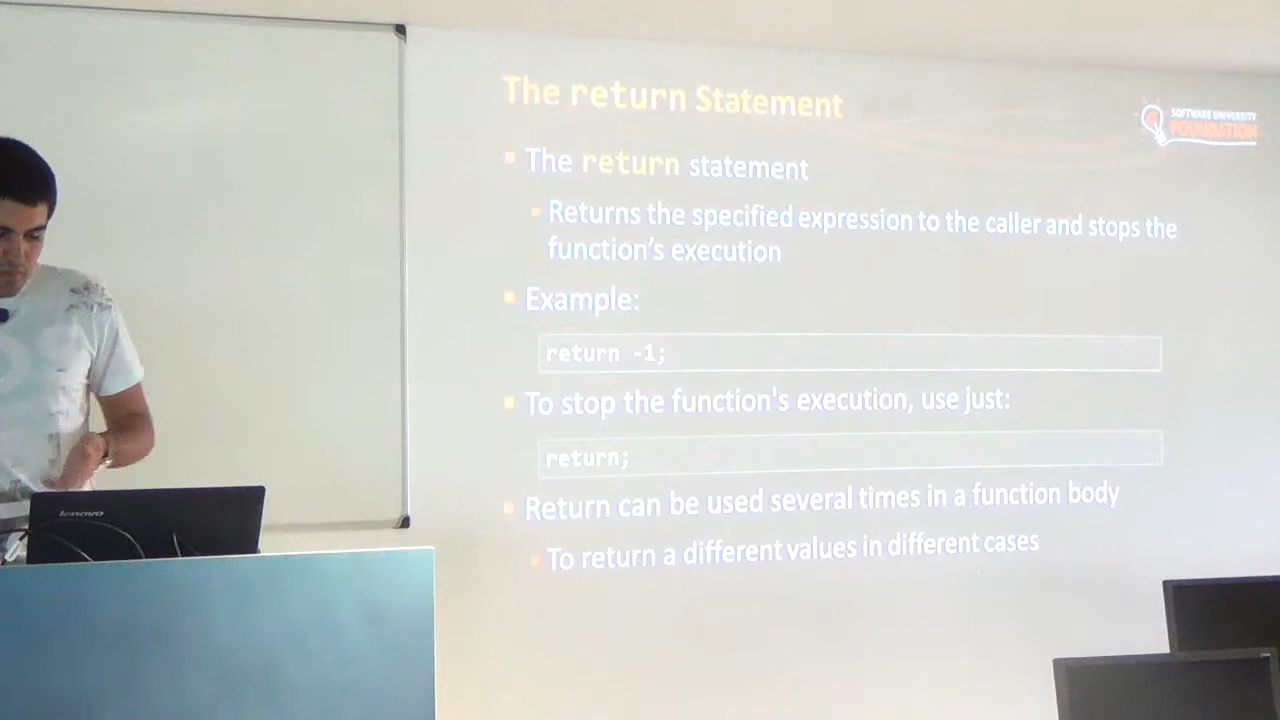 The return Statement
SOFTWARE UNIVERSITY
FOUNDATION
▪ The return statement
▪ Returns the specified expression to the caller and stops the
function's execution
▪ Example:
return -1;
▪ To stop the function's execution, use just:
return;
▪ Return can be used several times in a function body
▪ To return a different values in different cases
lenovo